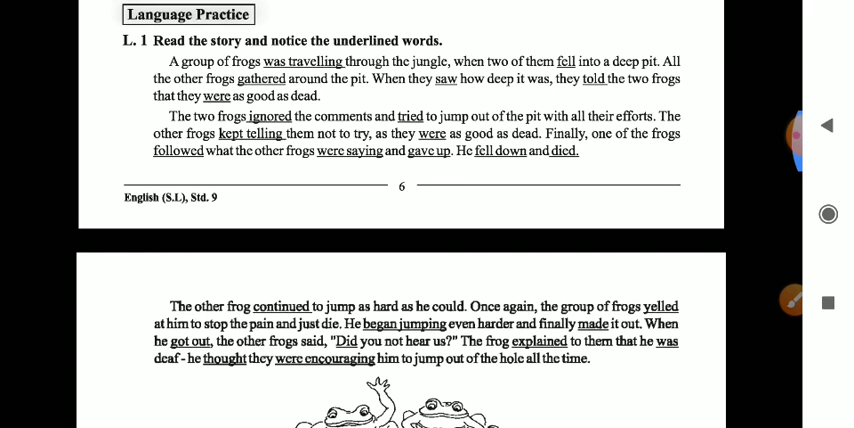 Language Practice
L. 1 Read the story and notice the underlined words.
A group of frogs was travelling through the jungle, when two of them fell into a deep pit. All
the other frogs gathered around the pit. When they saw how deep it was, they told the two frogs
that they were as good as dead.
The two frogs ignored the comments and tried to jump out of the pit with all their efforts. The
other frogs kept telling them not to try, as they were as good as dead. Finally, one of the frogs
followed what the other frogs were saying and gave up. He fell down and died.
6
English (S.L), Std. 9
The other frog continued to jump as hard as he could. Once again, the group of frogs yelled
at him to stop the pain and just die. He began jumping even harder and finally made it out. When
he got out, the other frogs said, "Did you not hear us?" The frog explained to them that he was
deaf - he thought they were encouraging him to jump out of the hole all the time.